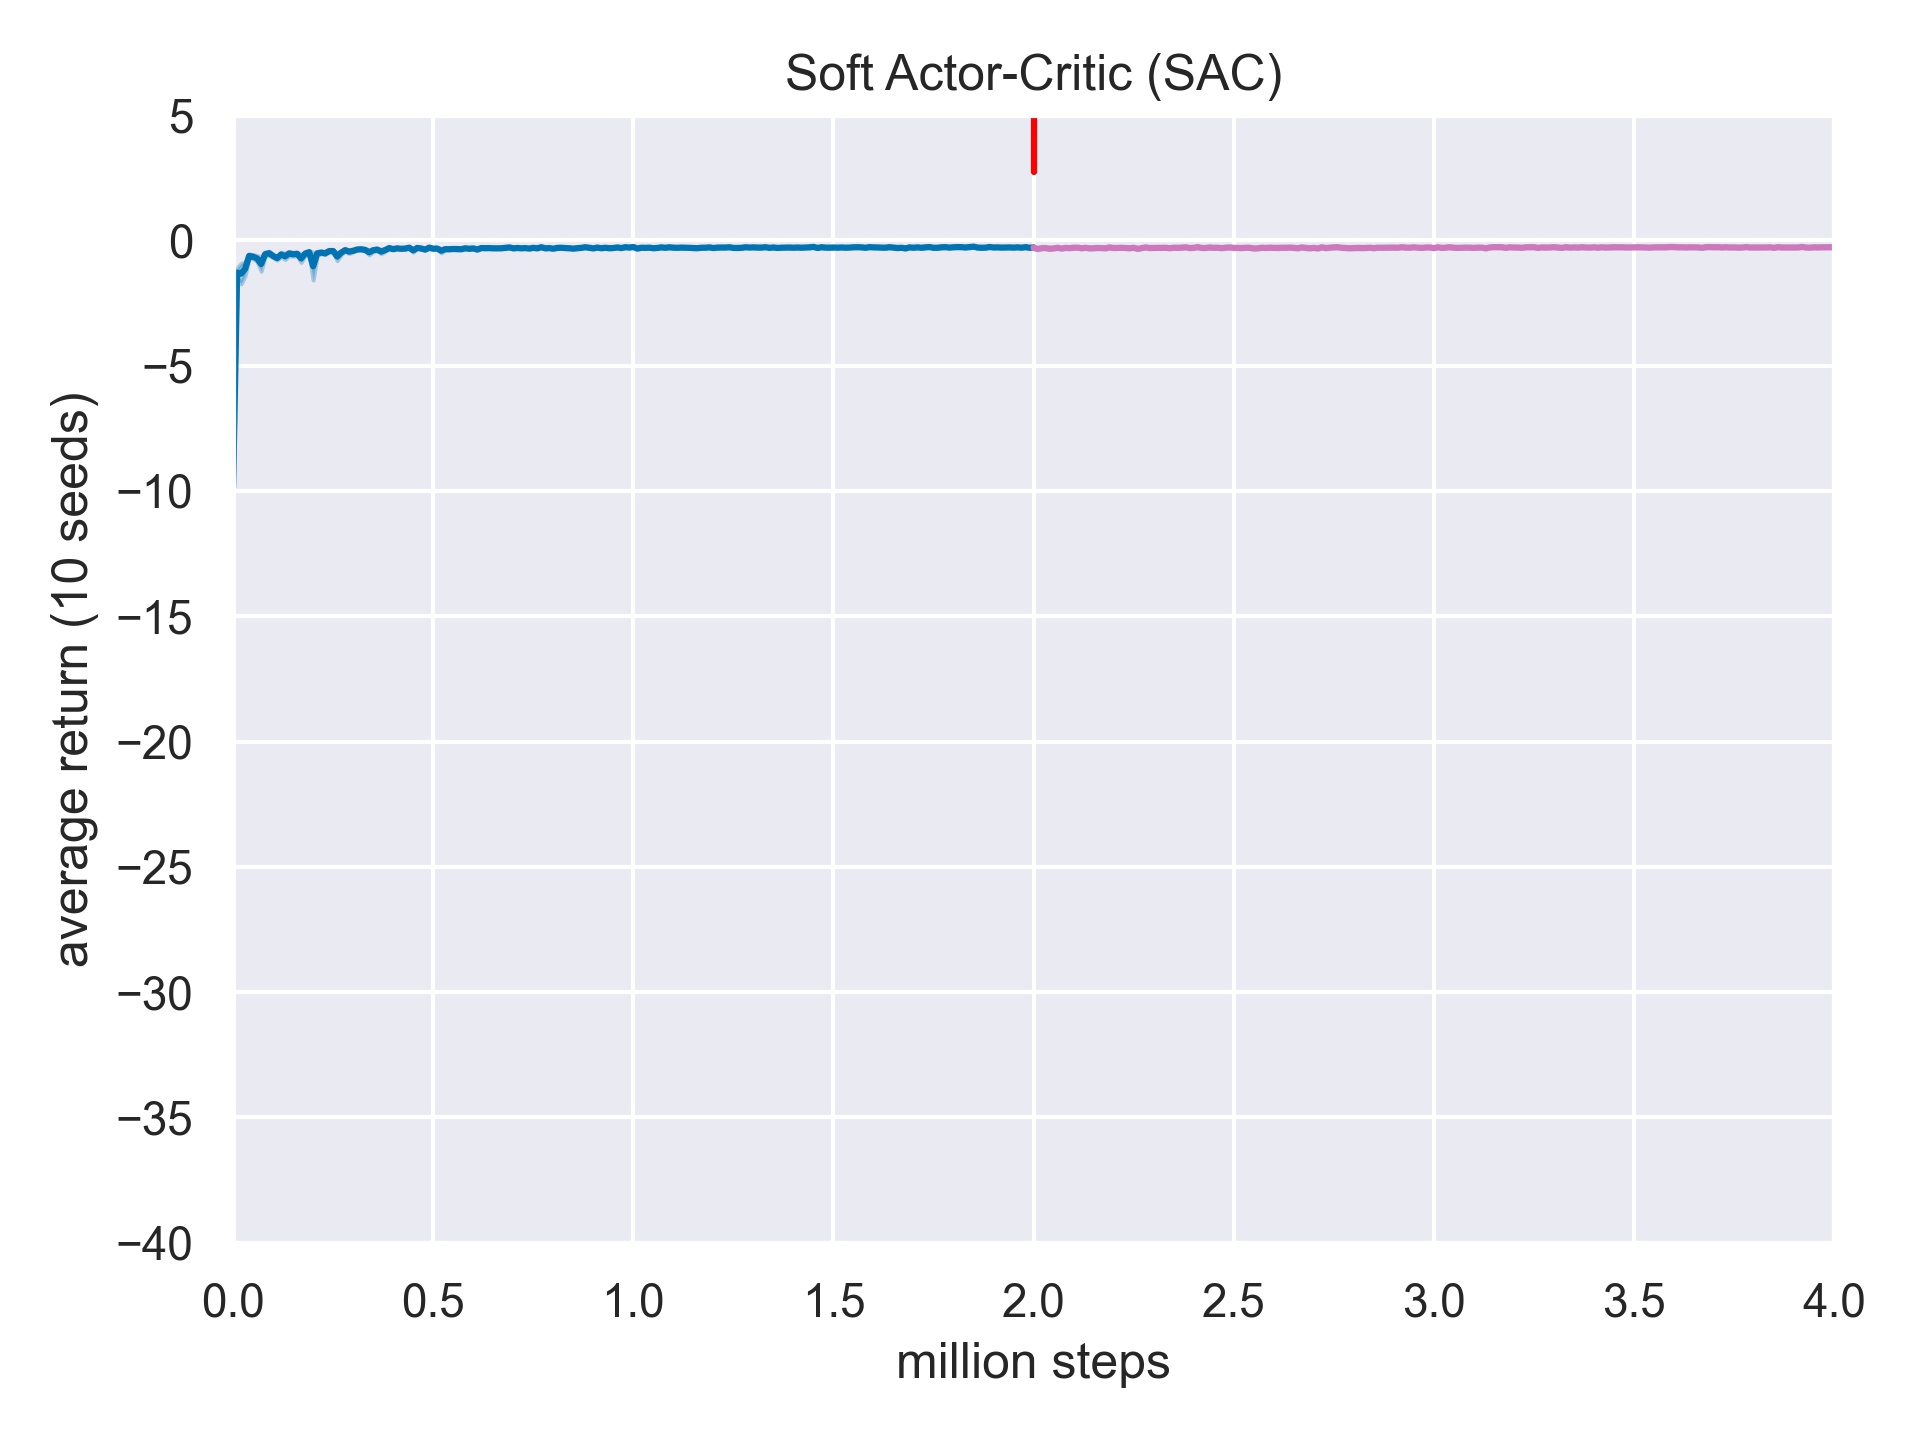 Soft Actor-Critic (SAC)
5
0
−5
−10
−15
−20
−25
−30
−35
−40
average return (10 seeds)
0.0 0.5 1.0 1.5 2.0 2.5 3.0 3.5 4.0
million steps